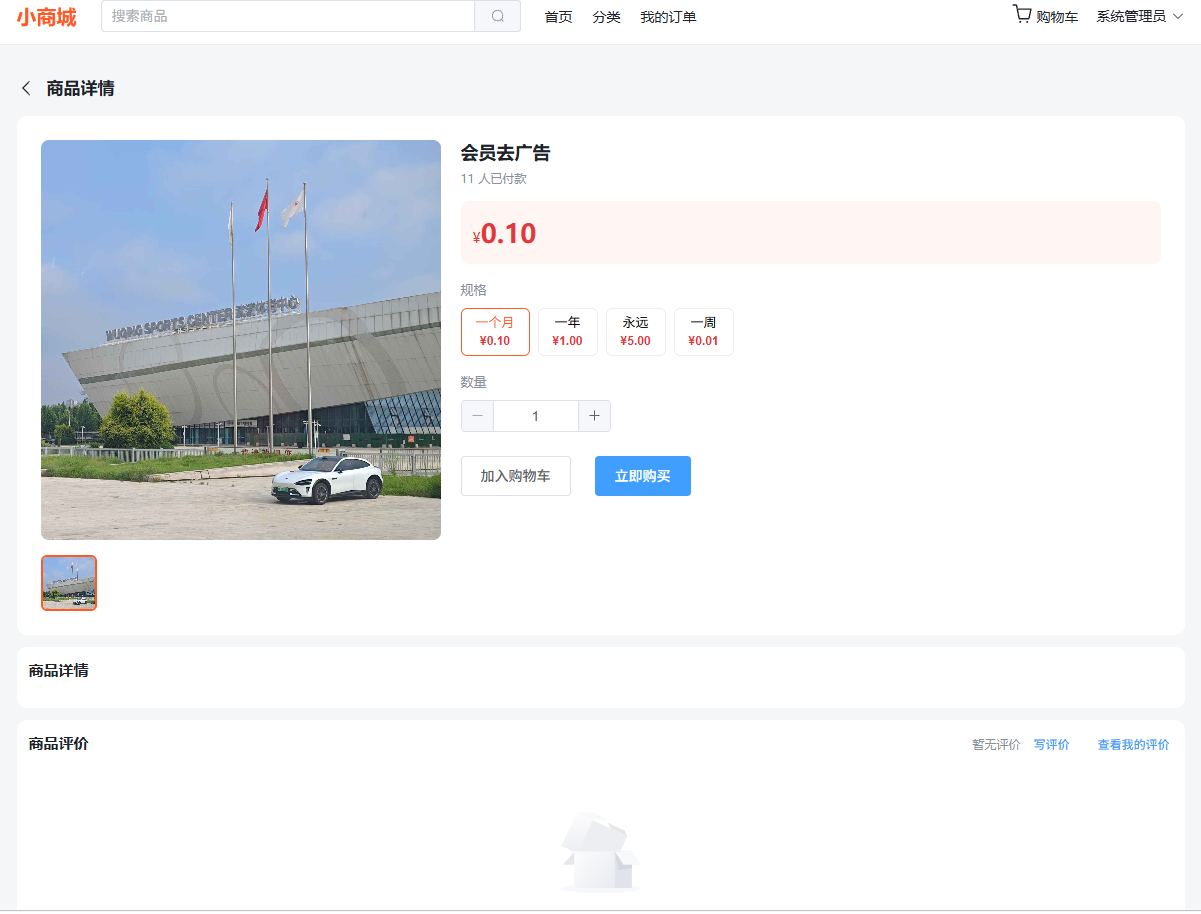 小商城
搜索商品
首页 分类 我的订单
购物车
系统管理员
商品详情
WUQING SPORTS CENTER
会员去广告
11 人已付款
¥0.10
规格
一个月 一年 永远 一周
¥0.10 ¥1.00 ¥5.00 ¥0.01
数量
1
加入购物车 立即购买
商品详情
商品评价
暂无评价 写评价 查看我的评价